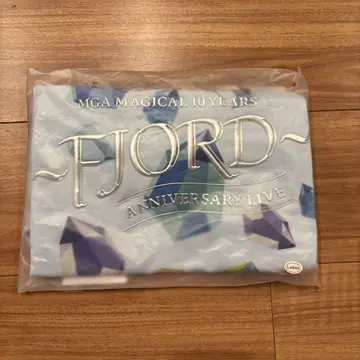 MGA MAGICAL 10 YEARS
~FJORD~
ANNIVERSARY LIVE